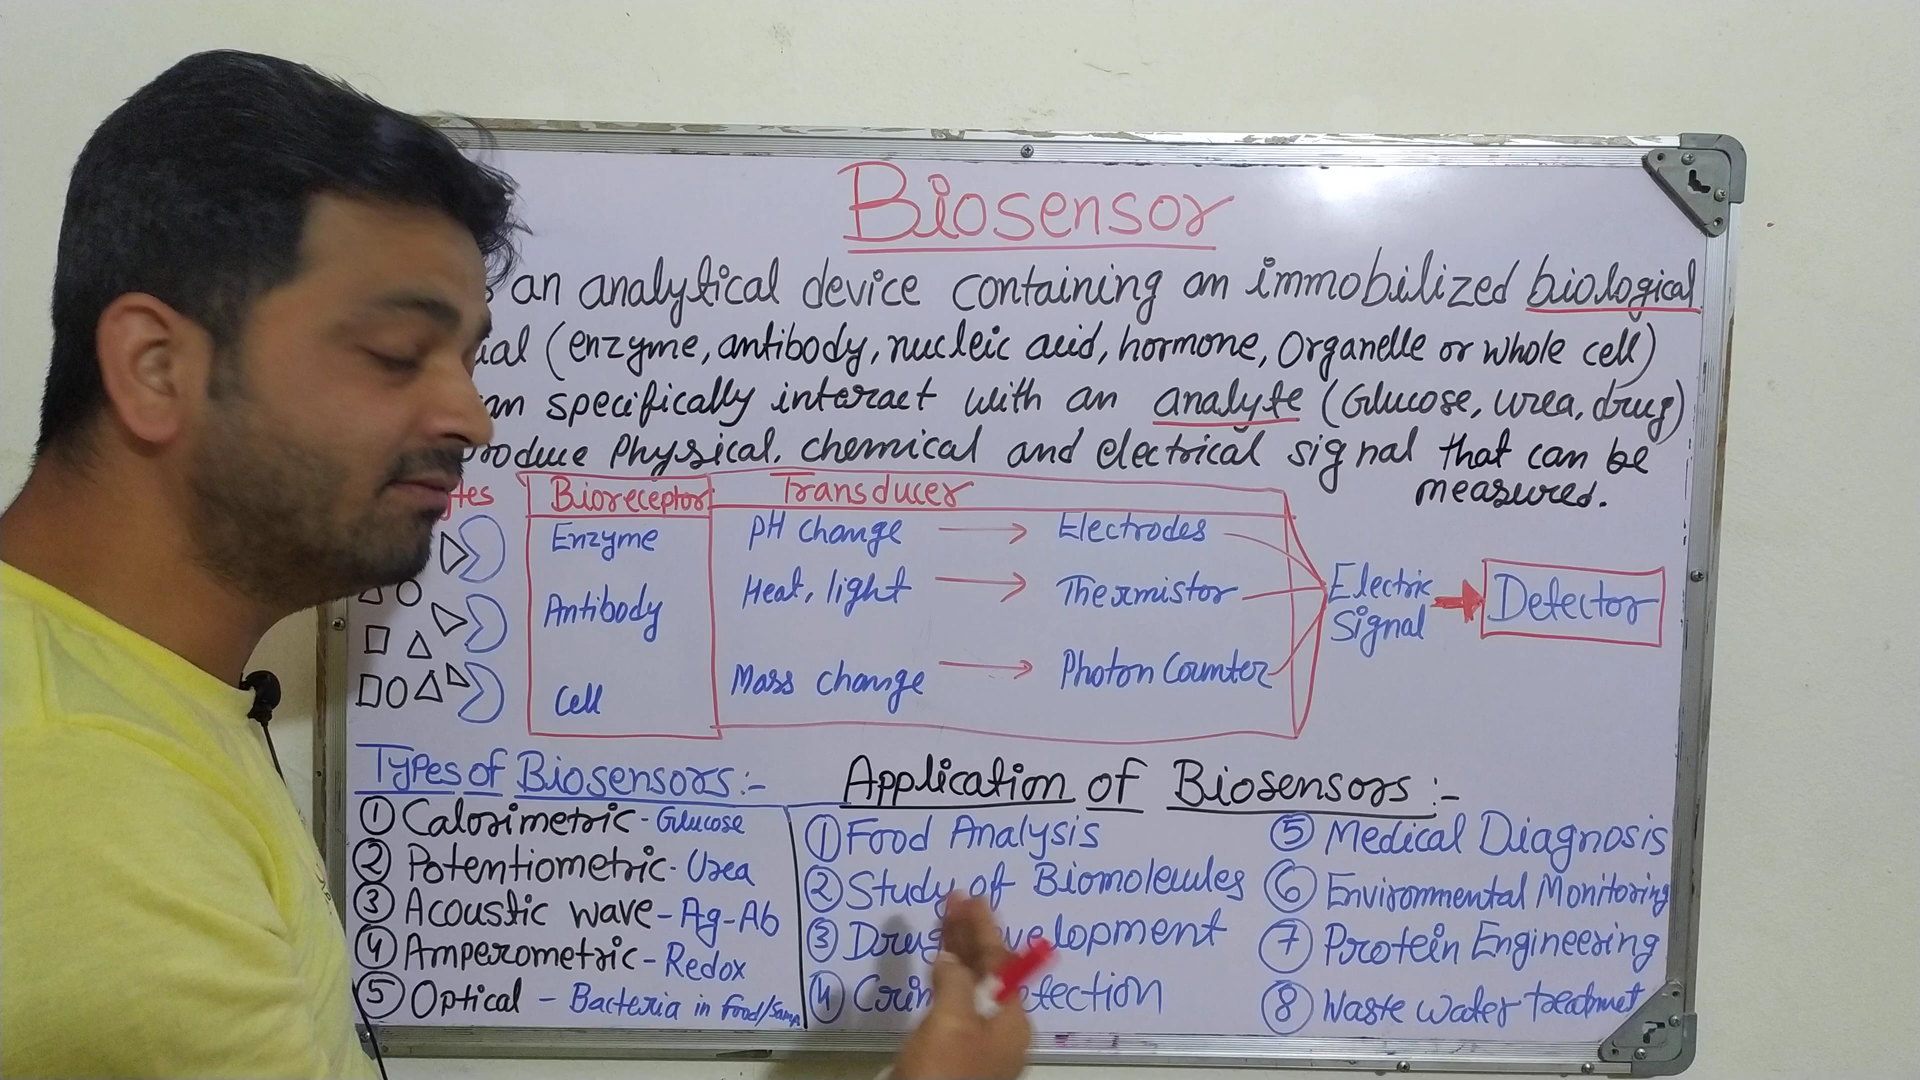 Biosensor
an analytical device containing an immobilized biological
(enzyme, antibody, nucleic acid, hormone, Organelle or whole cell)
specifically interact with an analyte (Glucose, urea, drug)
Physical, chemical and electrical signal that can be
measured.
Bioreceptor Transducer
Enzyme PH change → Electrodes
Antibody Heat, light → Thermistor
Electric Signal → Detector
Cell Mass change → Photon Counter
Types of Biosensors:-
① Calorimetric - Glucose
② Potentiometric - Urea
③ Acoustic wave - Ag-Ab
④ Amperometric - Redox
⑤ Optical - Bacteria in food/Samp
Application of Biosensors:-
① Food Analysis
② Study of Biomolecules
③ Drug
④
⑤ Medical Diagnosis
⑥ Environmental Monitoring
⑦ Protein Engineering
⑧ Waste water treatmet